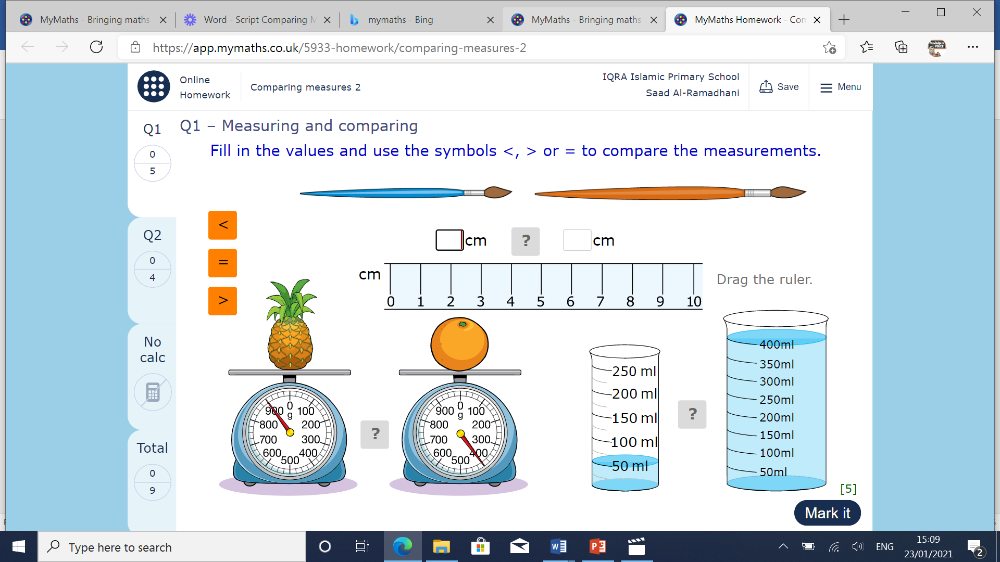 MyMaths - Bringing maths
Word - Script Comparing M
mymaths - Bing
MyMaths - Bringing maths
MyMaths Homework - Com
https://app.mymaths.co.uk/5933-homework/comparing-measures-2
Online
Homework
Comparing measures 2
IQRA Islamic Primary School
Saad Al-Ramadhani
Save
Menu
Q1
0
5
Q2
0
4
No
calc
Total
0
9
Q1 – Measuring and comparing
Fill in the values and use the symbols <, > or = to compare the measurements.
<
=
>
cm ? cm
cm
0 1 2 3 4 5 6 7 8 9 10
Drag the ruler.
0
g
100
200
300
400
500
600
700
800
900
?
0
g
100
200
300
400
500
600
700
800
900
250 ml
200 ml
150 ml
100 ml
50 ml
?
400ml
350ml
300ml
250ml
200ml
150ml
100ml
50ml
[5]
Mark it
Type here to search
ENG
15:09
23/01/2021
2